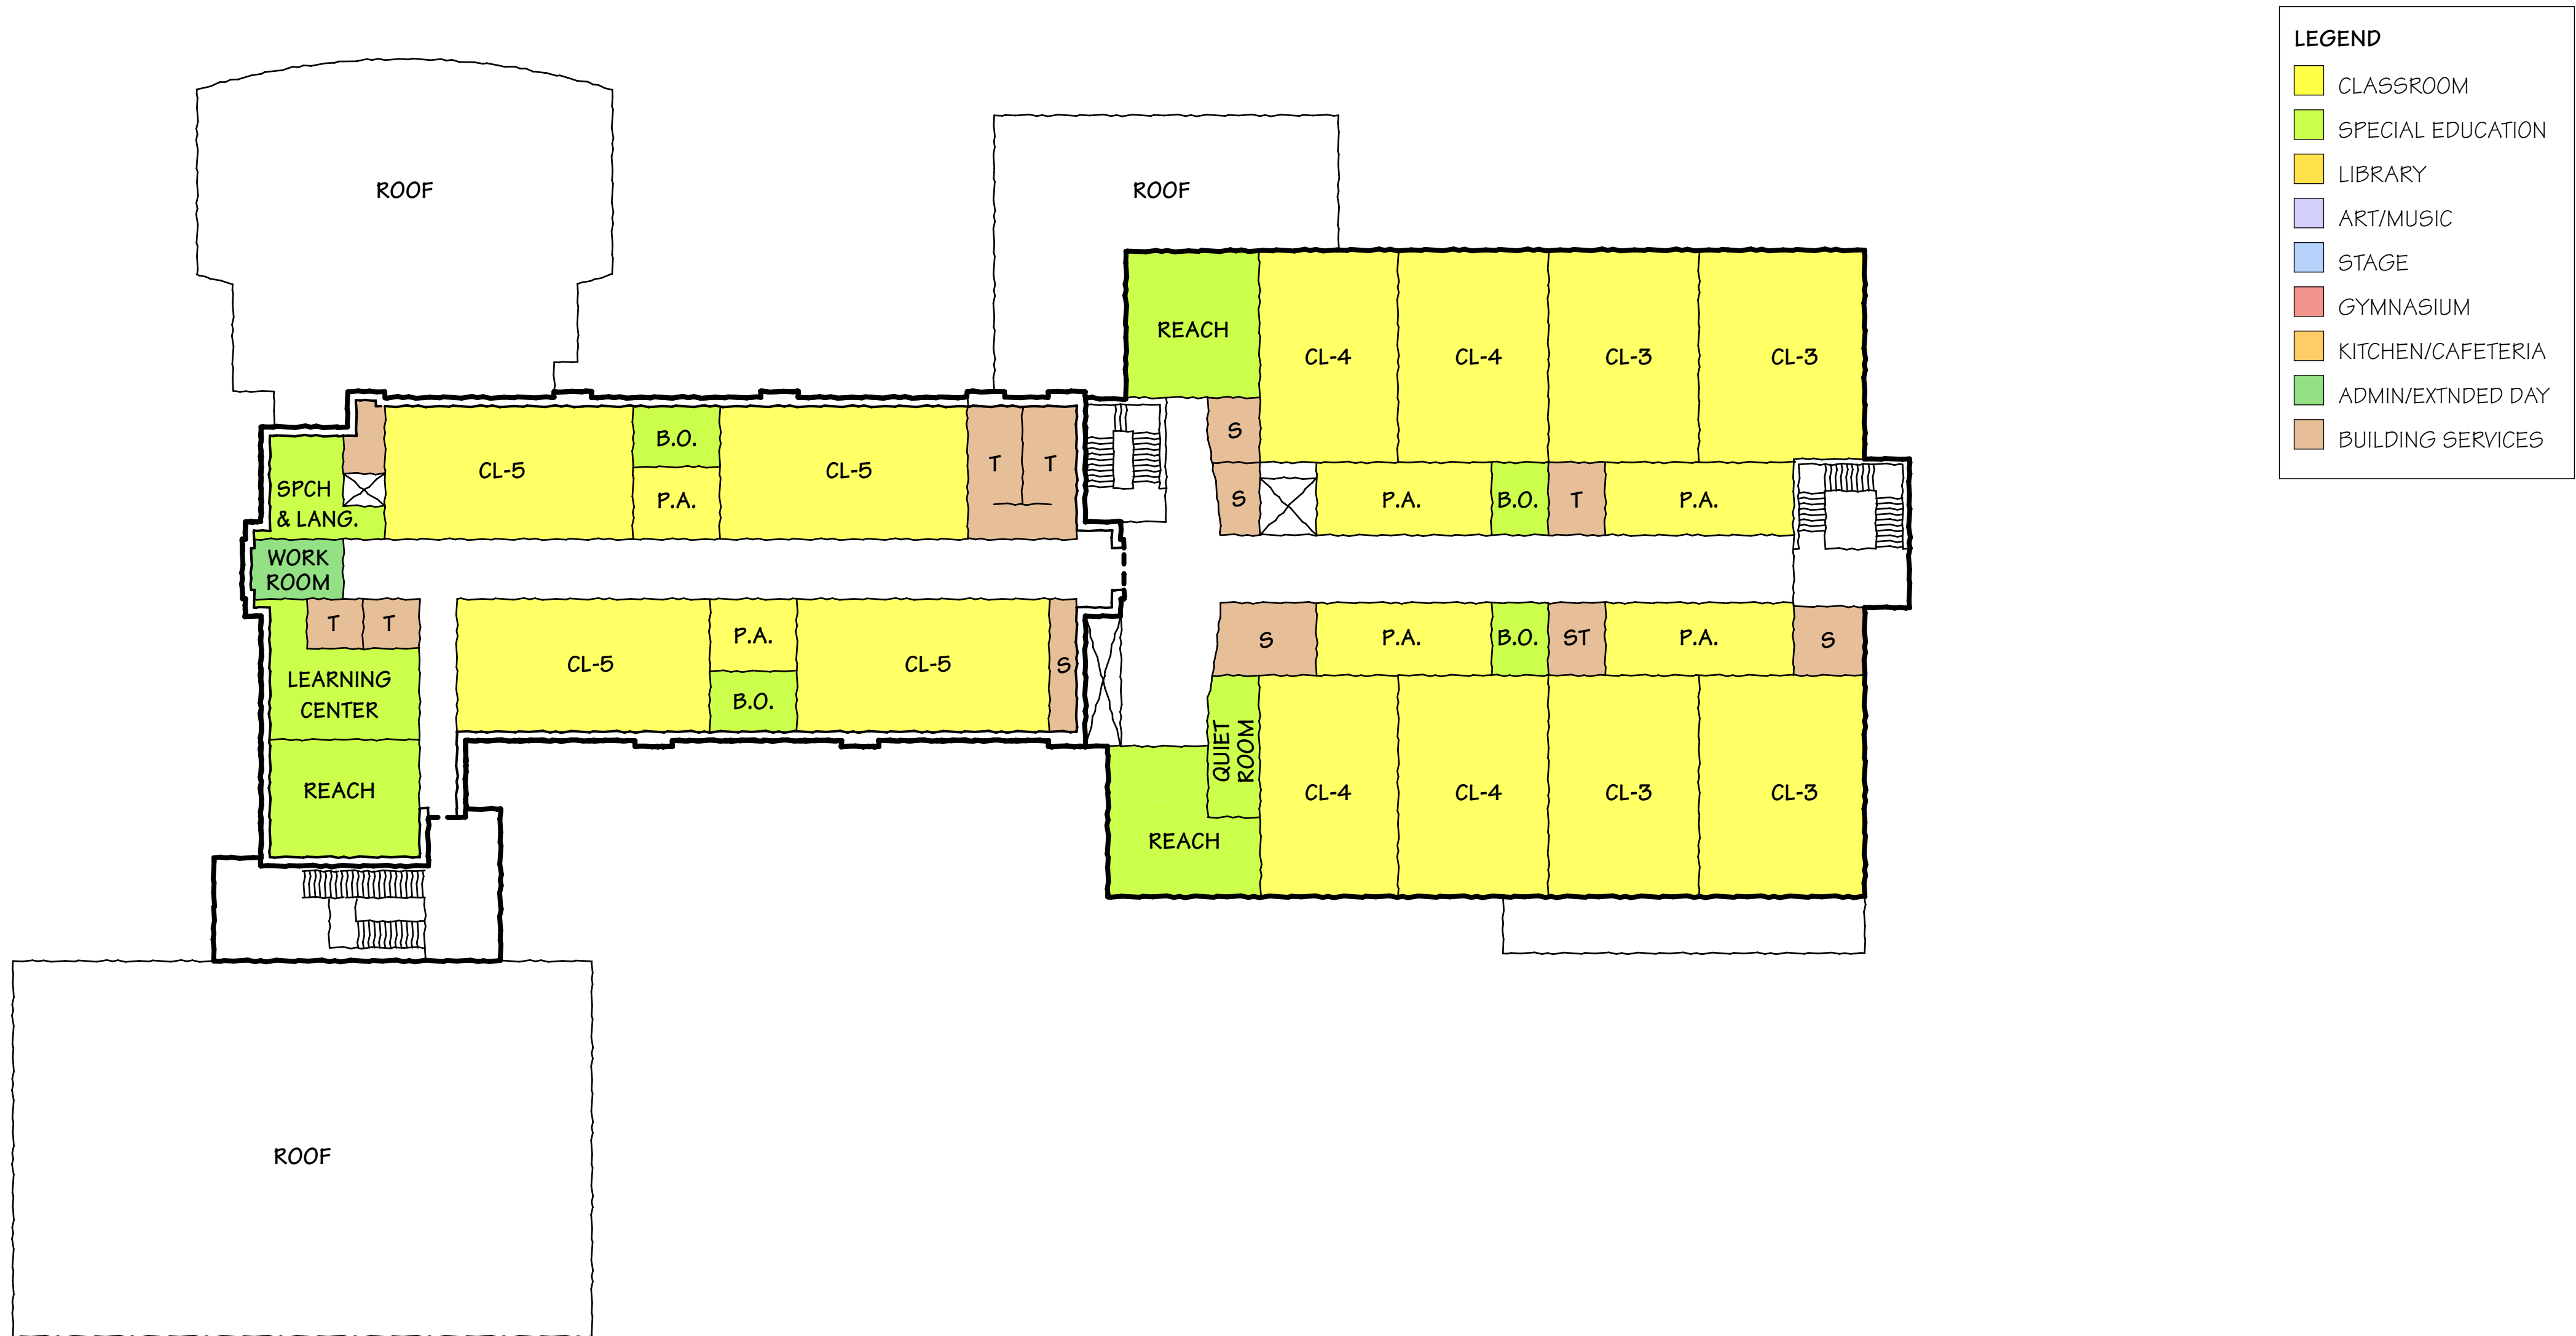 LEGEND
CLASSROOM
SPECIAL EDUCATION
LIBRARY
ART/MUSIC
STAGE
GYMNASIUM
KITCHEN/CAFETERIA
ADMIN/EXTNDED DAY
BUILDING SERVICES
ROOF
ROOF
REACH
CL-4
CL-4
CL-3
CL-3
S
S
P.A.
B.O.
T
P.A.
SPCH
& LANG.
CL-5
B.O.
P.A.
CL-5
T
T
WORK
ROOM
T
T
LEARNING
CENTER
REACH
CL-5
P.A.
B.O.
CL-5
S
S
P.A.
B.O.
ST
P.A.
S
QUIET
ROOM
REACH
CL-4
CL-4
CL-3
CL-3
ROOF